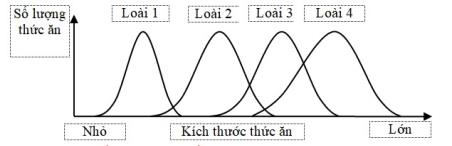 Số lượng
thức ăn
Loài 1
Loài 2
Loài 3
Loài 4
Nhỏ
Kích thước thức ăn
Lớn